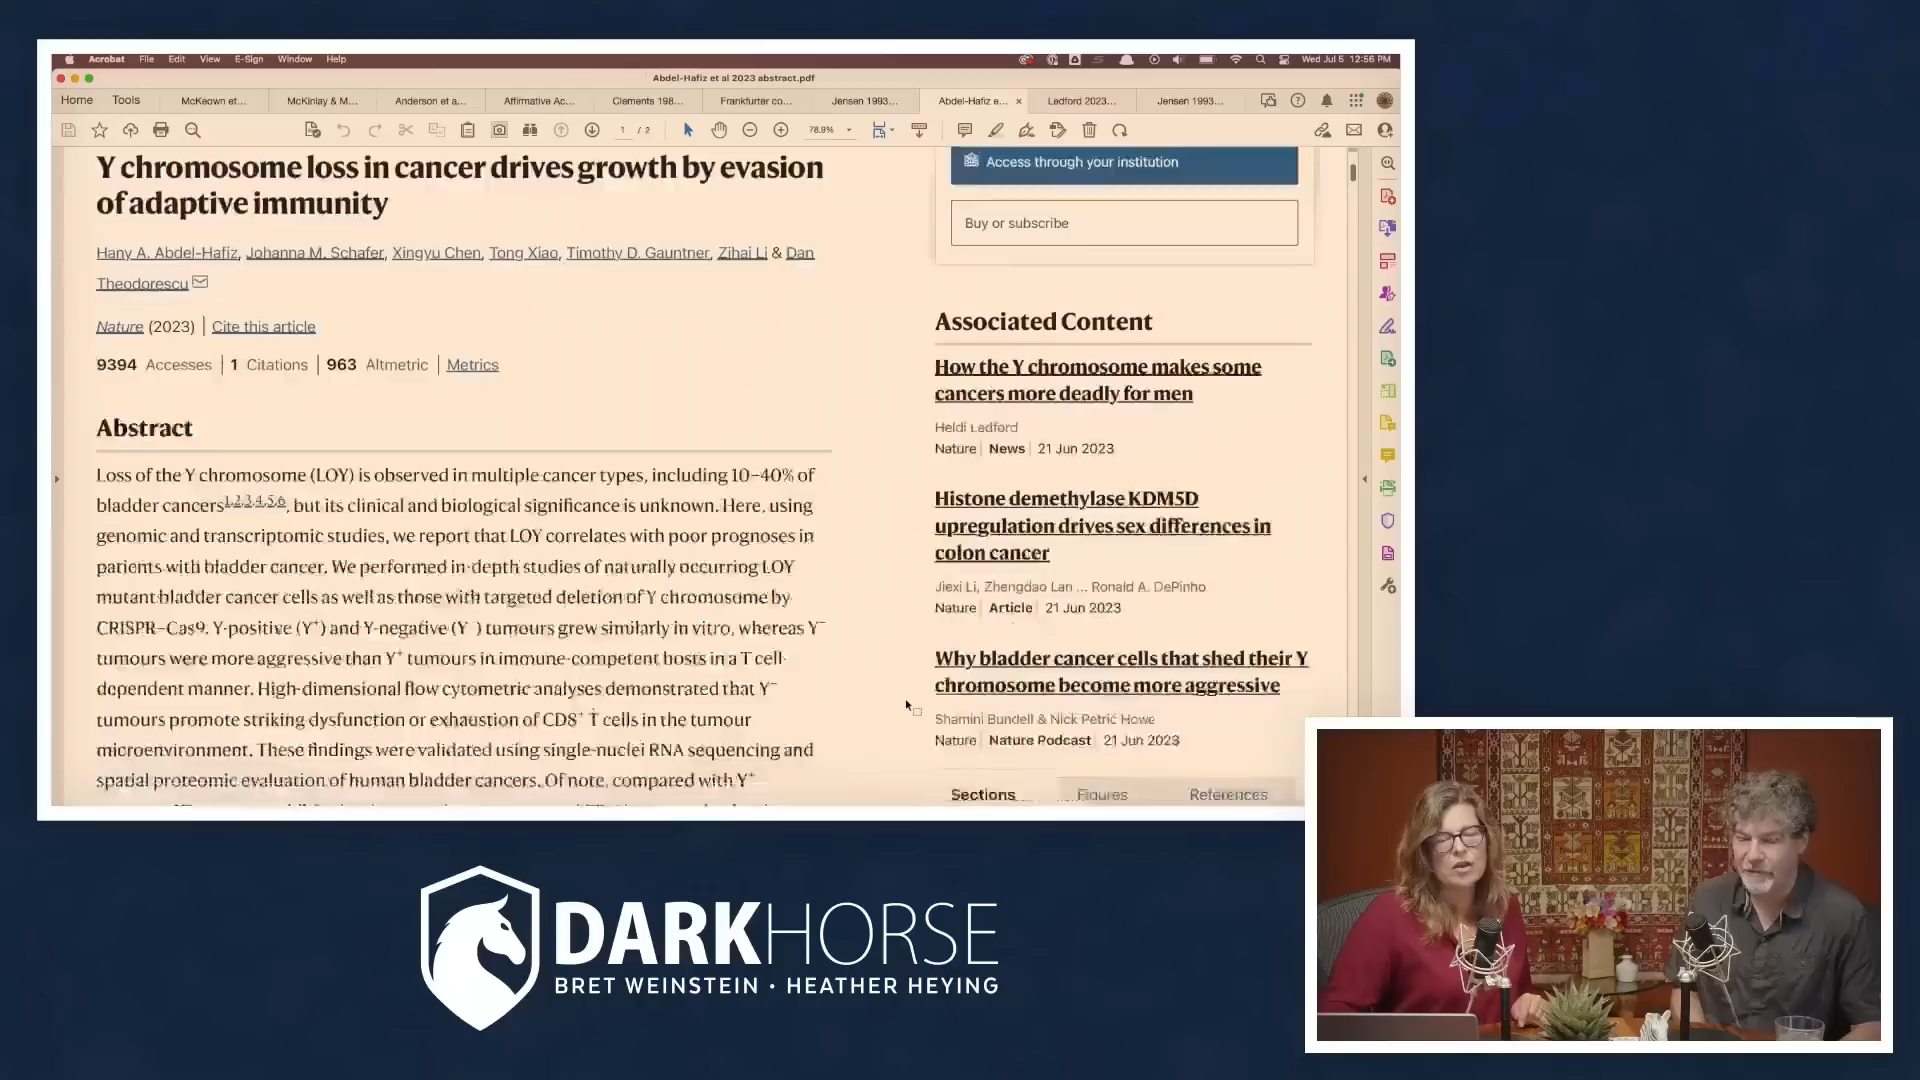 Acrobat File Edit View E-Sign Window Help
Wed Jul 5 12:56 PM
Abdel-Hafiz et al 2023 abstract.pdf
Home Tools McKeown et... McKinlay & M... Anderson et a... Affirmative Ac... Clements 198... Frankfurter co... Jensen 1993... Abdel-Hafiz e... × Ledford 2023... Jensen 1993...
1 / 2 78.9%
Y chromosome loss in cancer drives growth by evasion
of adaptive immunity
Hany A. Abdel-Hafiz, Johanna M. Schafer, Xingyu Chen, Tong Xiao, Timothy D. Gauntner, Zihai Li & Dan
Theodorescu
Nature (2023) | Cite this article
9394 Accesses | 1 Citations | 963 Altmetric | Metrics
Abstract
Loss of the Y chromosome (LOY) is observed in multiple cancer types, including 10–40% of
bladder cancers1,2,3,4,5,6, but its clinical and biological significance is unknown. Here, using
genomic and transcriptomic studies, we report that LOY correlates with poor prognoses in
patients with bladder cancer. We performed in-depth studies of naturally occurring LOY
mutant bladder cancer cells as well as those with targeted deletion of Y chromosome by
CRISPR–Cas9. Y-positive (Y+) and Y-negative (Y−) tumours grew similarly in vitro, whereas Y−
tumours were more aggressive than Y+ tumours in immune-competent hosts in a T cell-
dependent manner. High-dimensional flow cytometric analyses demonstrated that Y−
tumours promote striking dysfunction or exhaustion of CD8+ T cells in the tumour
microenvironment. These findings were validated using single-nuclei RNA sequencing and
spatial proteomic evaluation of human bladder cancers. Of note, compared with Y+
Access through your institution
Buy or subscribe
Associated Content
How the Y chromosome makes some
cancers more deadly for men
Heidi Ledford
Nature | News | 21 Jun 2023
Histone demethylase KDM5D
upregulation drives sex differences in
colon cancer
Jiexi Li, Zhengdao Lan ... Ronald A. DePinho
Nature | Article | 21 Jun 2023
Why bladder cancer cells that shed their Y
chromosome become more aggressive
Shamini Bundell & Nick Petrić Howe
Nature | Nature Podcast | 21 Jun 2023
Sections Figures References
DARKHORSE
BRET WEINSTEIN • HEATHER HEYING